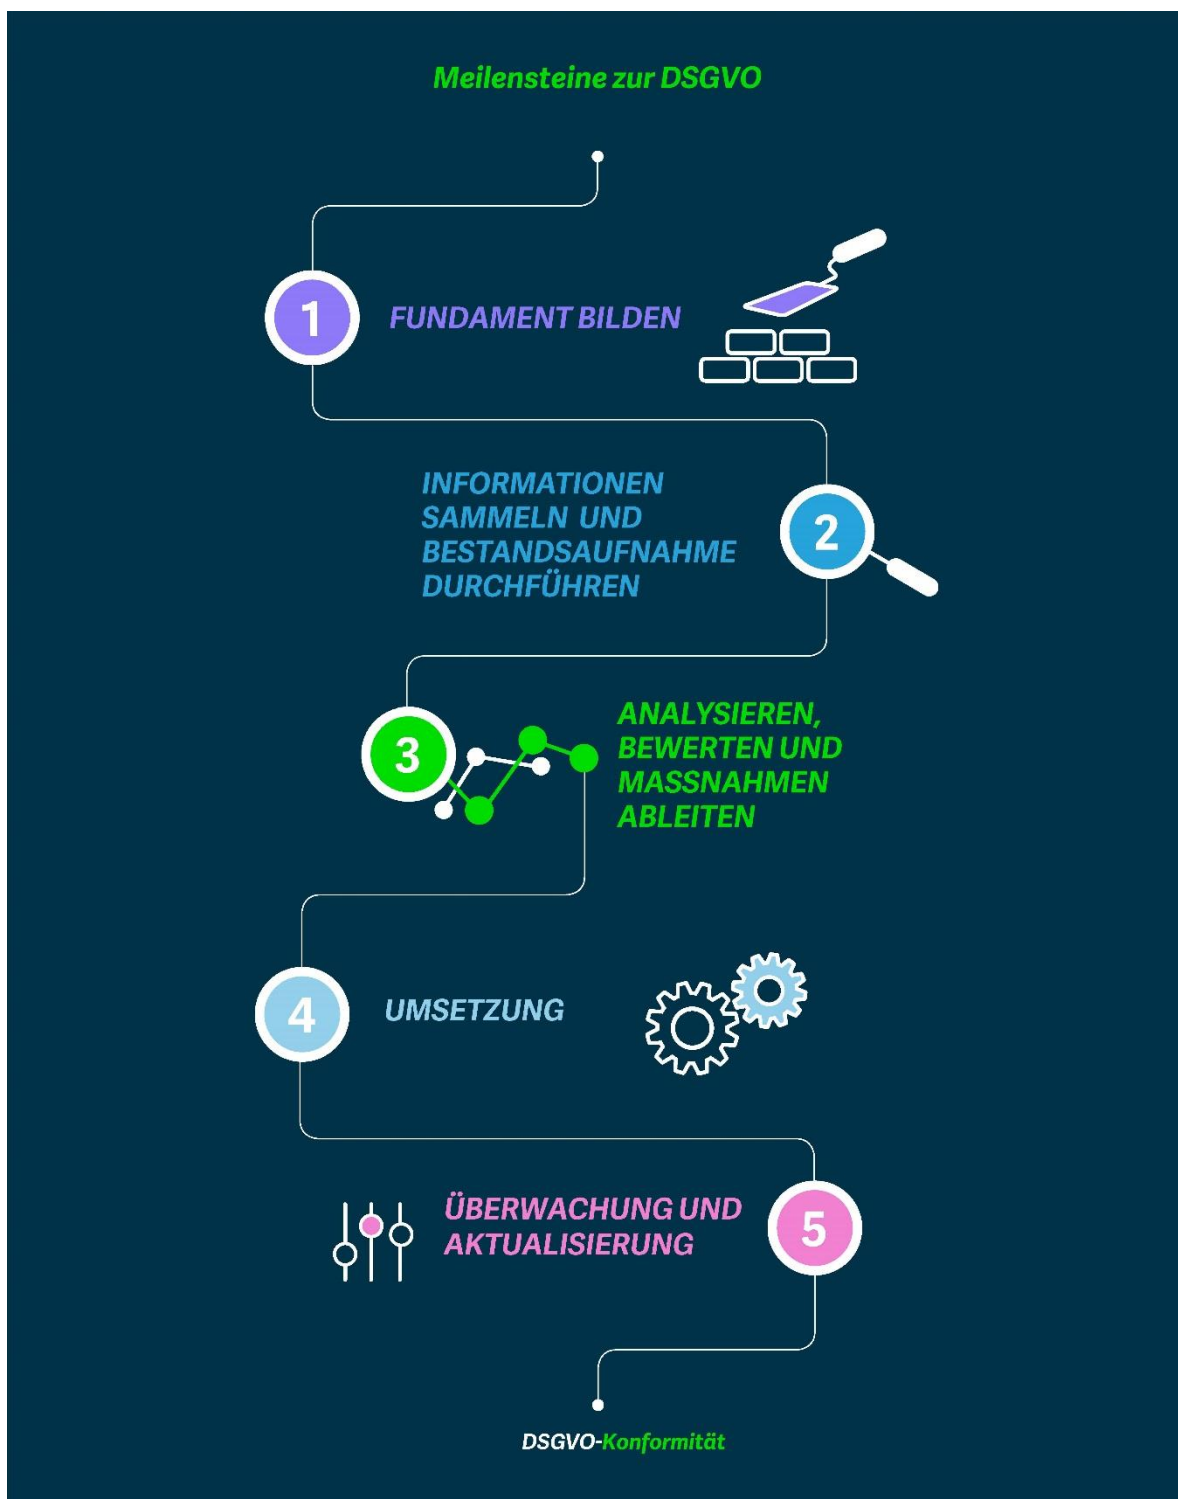 Meilensteine zur DSGVO
1
FUNDAMENT BILDEN
INFORMATIONEN
SAMMELN UND
BESTANDSAUFNAHME
DURCHFÜHREN
2
3
ANALYSIEREN,
BEWERTEN UND
MASSNAHMEN
ABLEITEN
4
UMSETZUNG
ÜBERWACHUNG UND
AKTUALISIERUNG
5
DSGVO-Konformität